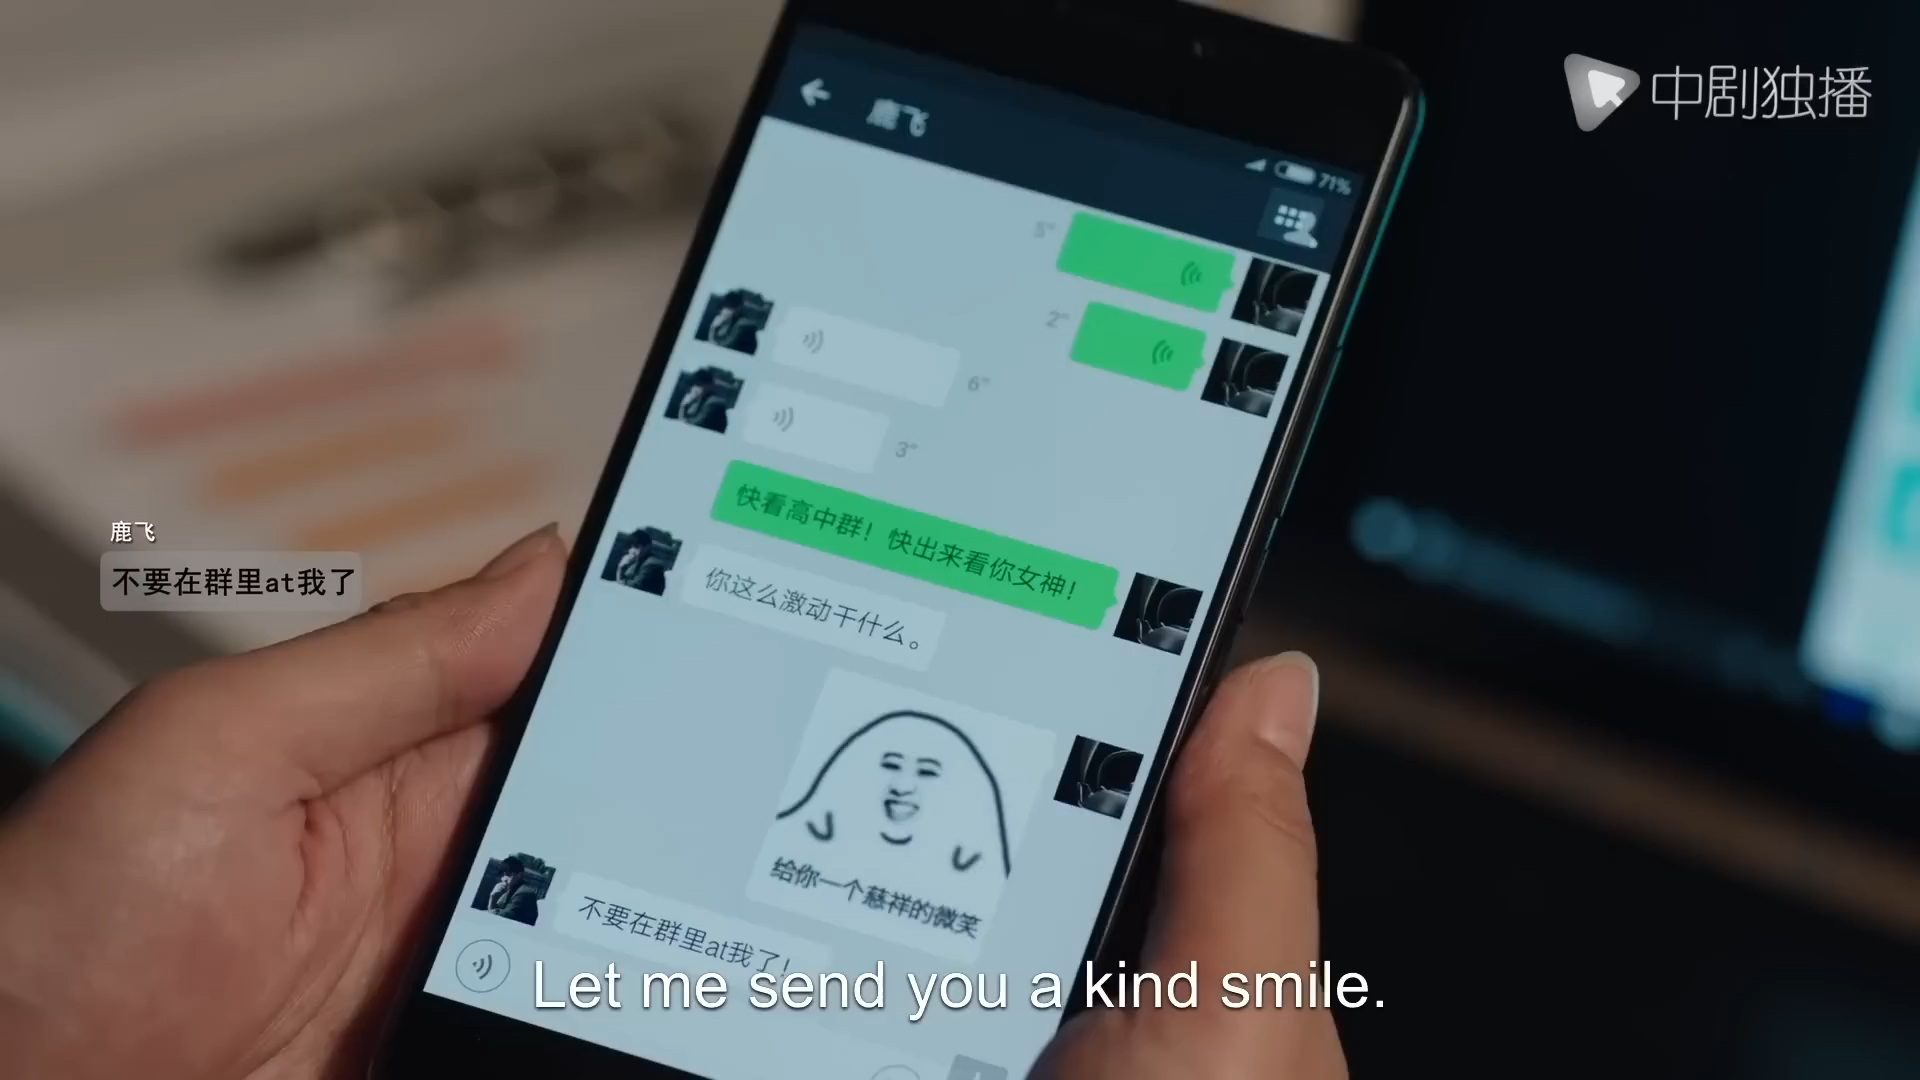 中剧独播
鹿飞
71%
5"
2"
6"
3"
快看高中群！快出来看你女神！
你这么激动干什么。
给你一个慈祥的微笑
不要在群里at我了！
鹿飞
不要在群里at我了
Let me send you a kind smile.